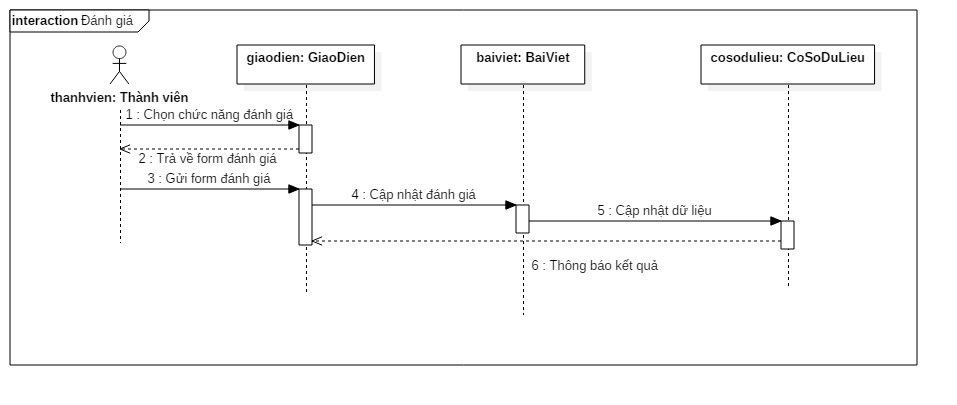 interaction Đánh giá
giaodien: GiaoDien
baiviet: BaiViet
cosodulieu: CoSoDuLieu
thanhvien: Thành viên
1 : Chọn chức năng đánh giá
2 : Trả về form đánh giá
3 : Gửi form đánh giá
4 : Cập nhật đánh giá
5 : Cập nhật dữ liệu
6 : Thông báo kết quả